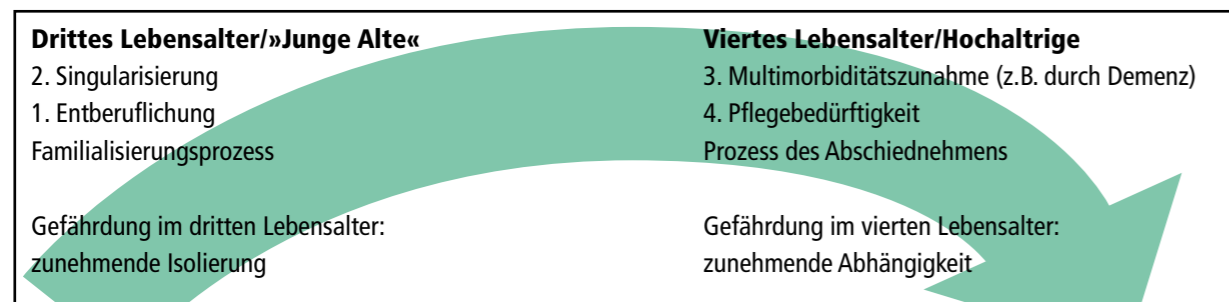 Drittes Lebensalter/»Junge Alte«
2. Singularisierung
1. Entberuflichung
Familialisierungsprozess
Gefährdung im dritten Lebensalter:
zunehmende Isolierung
Viertes Lebensalter/Hochaltrige
3. Multimorbiditätszunahme (z.B. durch Demenz)
4. Pflegebedürftigkeit
Prozess des Abschiednehmens
Gefährdung im vierten Lebensalter:
zunehmende Abhängigkeit